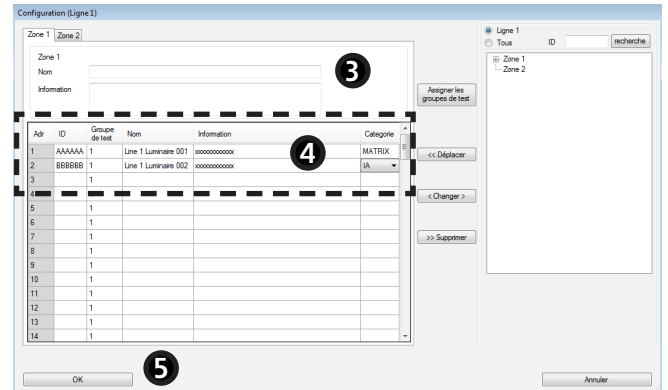 Configuration (Ligne 1)
Zone 1 Zone 2
Zone 1
Nom
Information
3
Adr ID Groupe de test Nom Information Categorie
1 AAAAAA 1 Line 1 Luminaire 001 xxxxxxxxxxxx MATRIX
2 BBBBBB 1 Line 1 Luminaire 002 xxxxxxxxxxxx IA
4
3 1
4 1
5 1
6 1
7 1
8 1
9 1
10 1
11 1
12 1
13 1
14 1
OK
5
Assigner les
groupes de test
<< Déplacer
< Changer >
>> Supprimer
Ligne 1
Tous ID recherche
Zone 1
Zone 2
Annuler